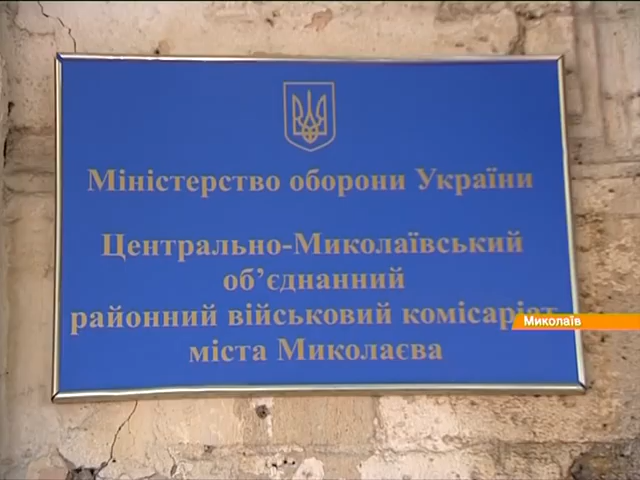 Міністерство оборони України
Центрально-Миколаївський
об’єднанний
районний військовий комісаріат
міста Миколаєва
Миколаїв